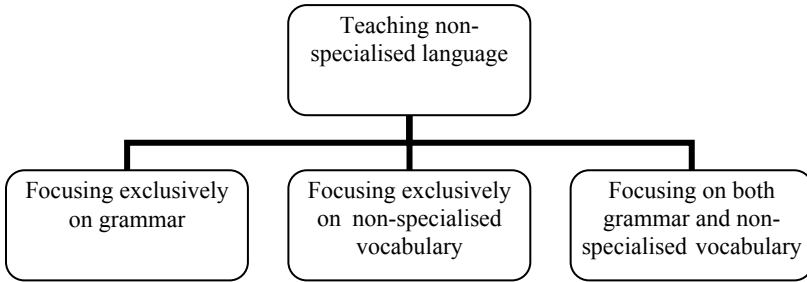 Teaching non-
specialised language
Focusing exclusively
on grammar
Focusing exclusively
on non-specialised
vocabulary
Focusing on both
grammar and non-
specialised vocabulary